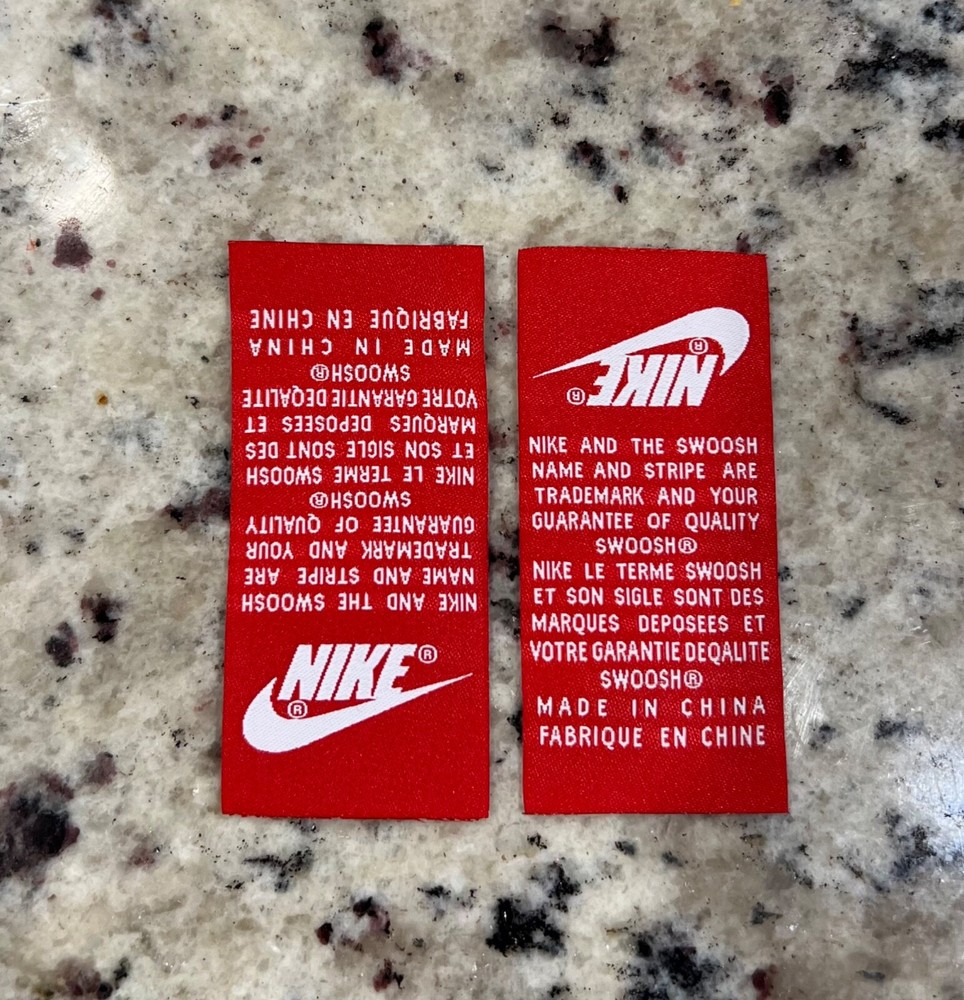 NIKE®
®
NIKE AND THE SWOOSH
NAME AND STRIPE ARE
TRADEMARK AND YOUR
GUARANTEE OF QUALITY
SWOOSH®
NIKE LE TERME SWOOSH
ET SON SIGLE SONT DES
MARQUES DEPOSEES ET
VOTRE GARANTIE DEQALITE
SWOOSH®
MADE IN CHINA
FABRIQUE EN CHINE
NIKE®
®
NIKE AND THE SWOOSH
NAME AND STRIPE ARE
TRADEMARK AND YOUR
GUARANTEE OF QUALITY
SWOOSH®
NIKE LE TERME SWOOSH
ET SON SIGLE SONT DES
MARQUES DEPOSEES ET
VOTRE GARANTIE DEQALITE
SWOOSH®
MADE IN CHINA
FABRIQUE EN CHINE